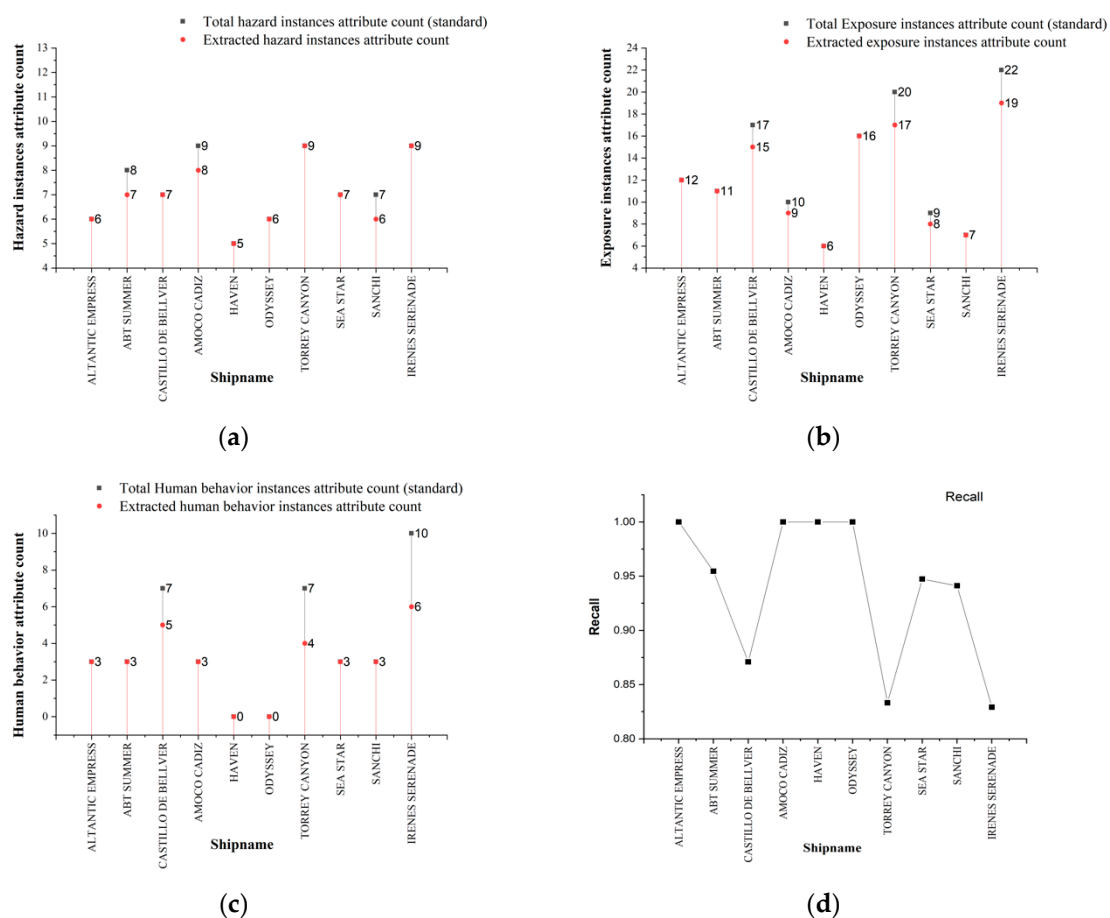 Total hazard instances attribute count (standard)
Extracted hazard instances attribute count
Hazard instances attribute count
13
12
11
10
9
8
7
6
5
4
6
8
7
7
9
8
5
6
9
7
7
6
9
ALTANTIC EMPRESS
ABT SUMMER
CASTILLO DE BELLVER
AMOCO CADIZ
HAVEN
ODYSSEY
TORREY CANYON
SEA STAR
SANCHI
IRENES SERENADE
Shipname
(a)
Total Exposure instances attribute count (standard)
Extracted exposure instances attribute count
Exposure instances attribute count
24
22
20
18
16
14
12
10
8
6
4
12
11
17
15
10
9
6
16
20
17
9
8
7
22
19
ALTANTIC EMPRESS
ABT SUMMER
CASTILLO DE BELLVER
AMOCO CADIZ
HAVEN
ODYSSEY
TORREY CANYON
SEA STAR
SANCHI
IRENES SERENADE
Shipname
(b)
Total Human behavior instances attribute count (standard)
Extracted human behavior instances attribute count
Human behavior attribute count
10
8
6
4
2
0
3
3
7
5
3
0
0
7
4
3
3
10
6
ALTANTIC EMPRESS
ABT SUMMER
CASTILLO DE BELLVER
AMOCO CADIZ
HAVEN
ODYSSEY
TORREY CANYON
SEA STAR
SANCHI
IRENES SERENADE
Shipname
(c)
Recall
Recall
1.00
0.95
0.90
0.85
0.80
ALTANTIC EMPRESS
ABT SUMMER
CASTILLO DE BELLVER
AMOCO CADIZ
HAVEN
ODYSSEY
TORREY CANYON
SEA STAR
SANCHI
IRENES SERENADE
Shipname
(d)